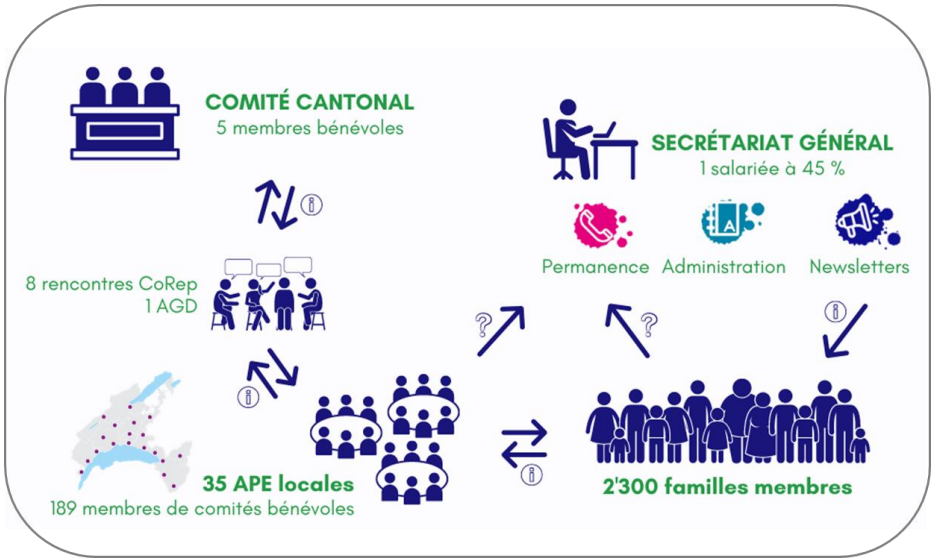 COMITÉ CANTONAL
5 membres bénévoles
SECRÉTARIAT GÉNÉRAL
1 salariée à 45 %
i
A
Permanence Administration Newsletters
8 rencontres CoRep
1 AGD
? ? i
i
35 APE locales
189 membres de comités bénévoles
i
2'300 familles membres